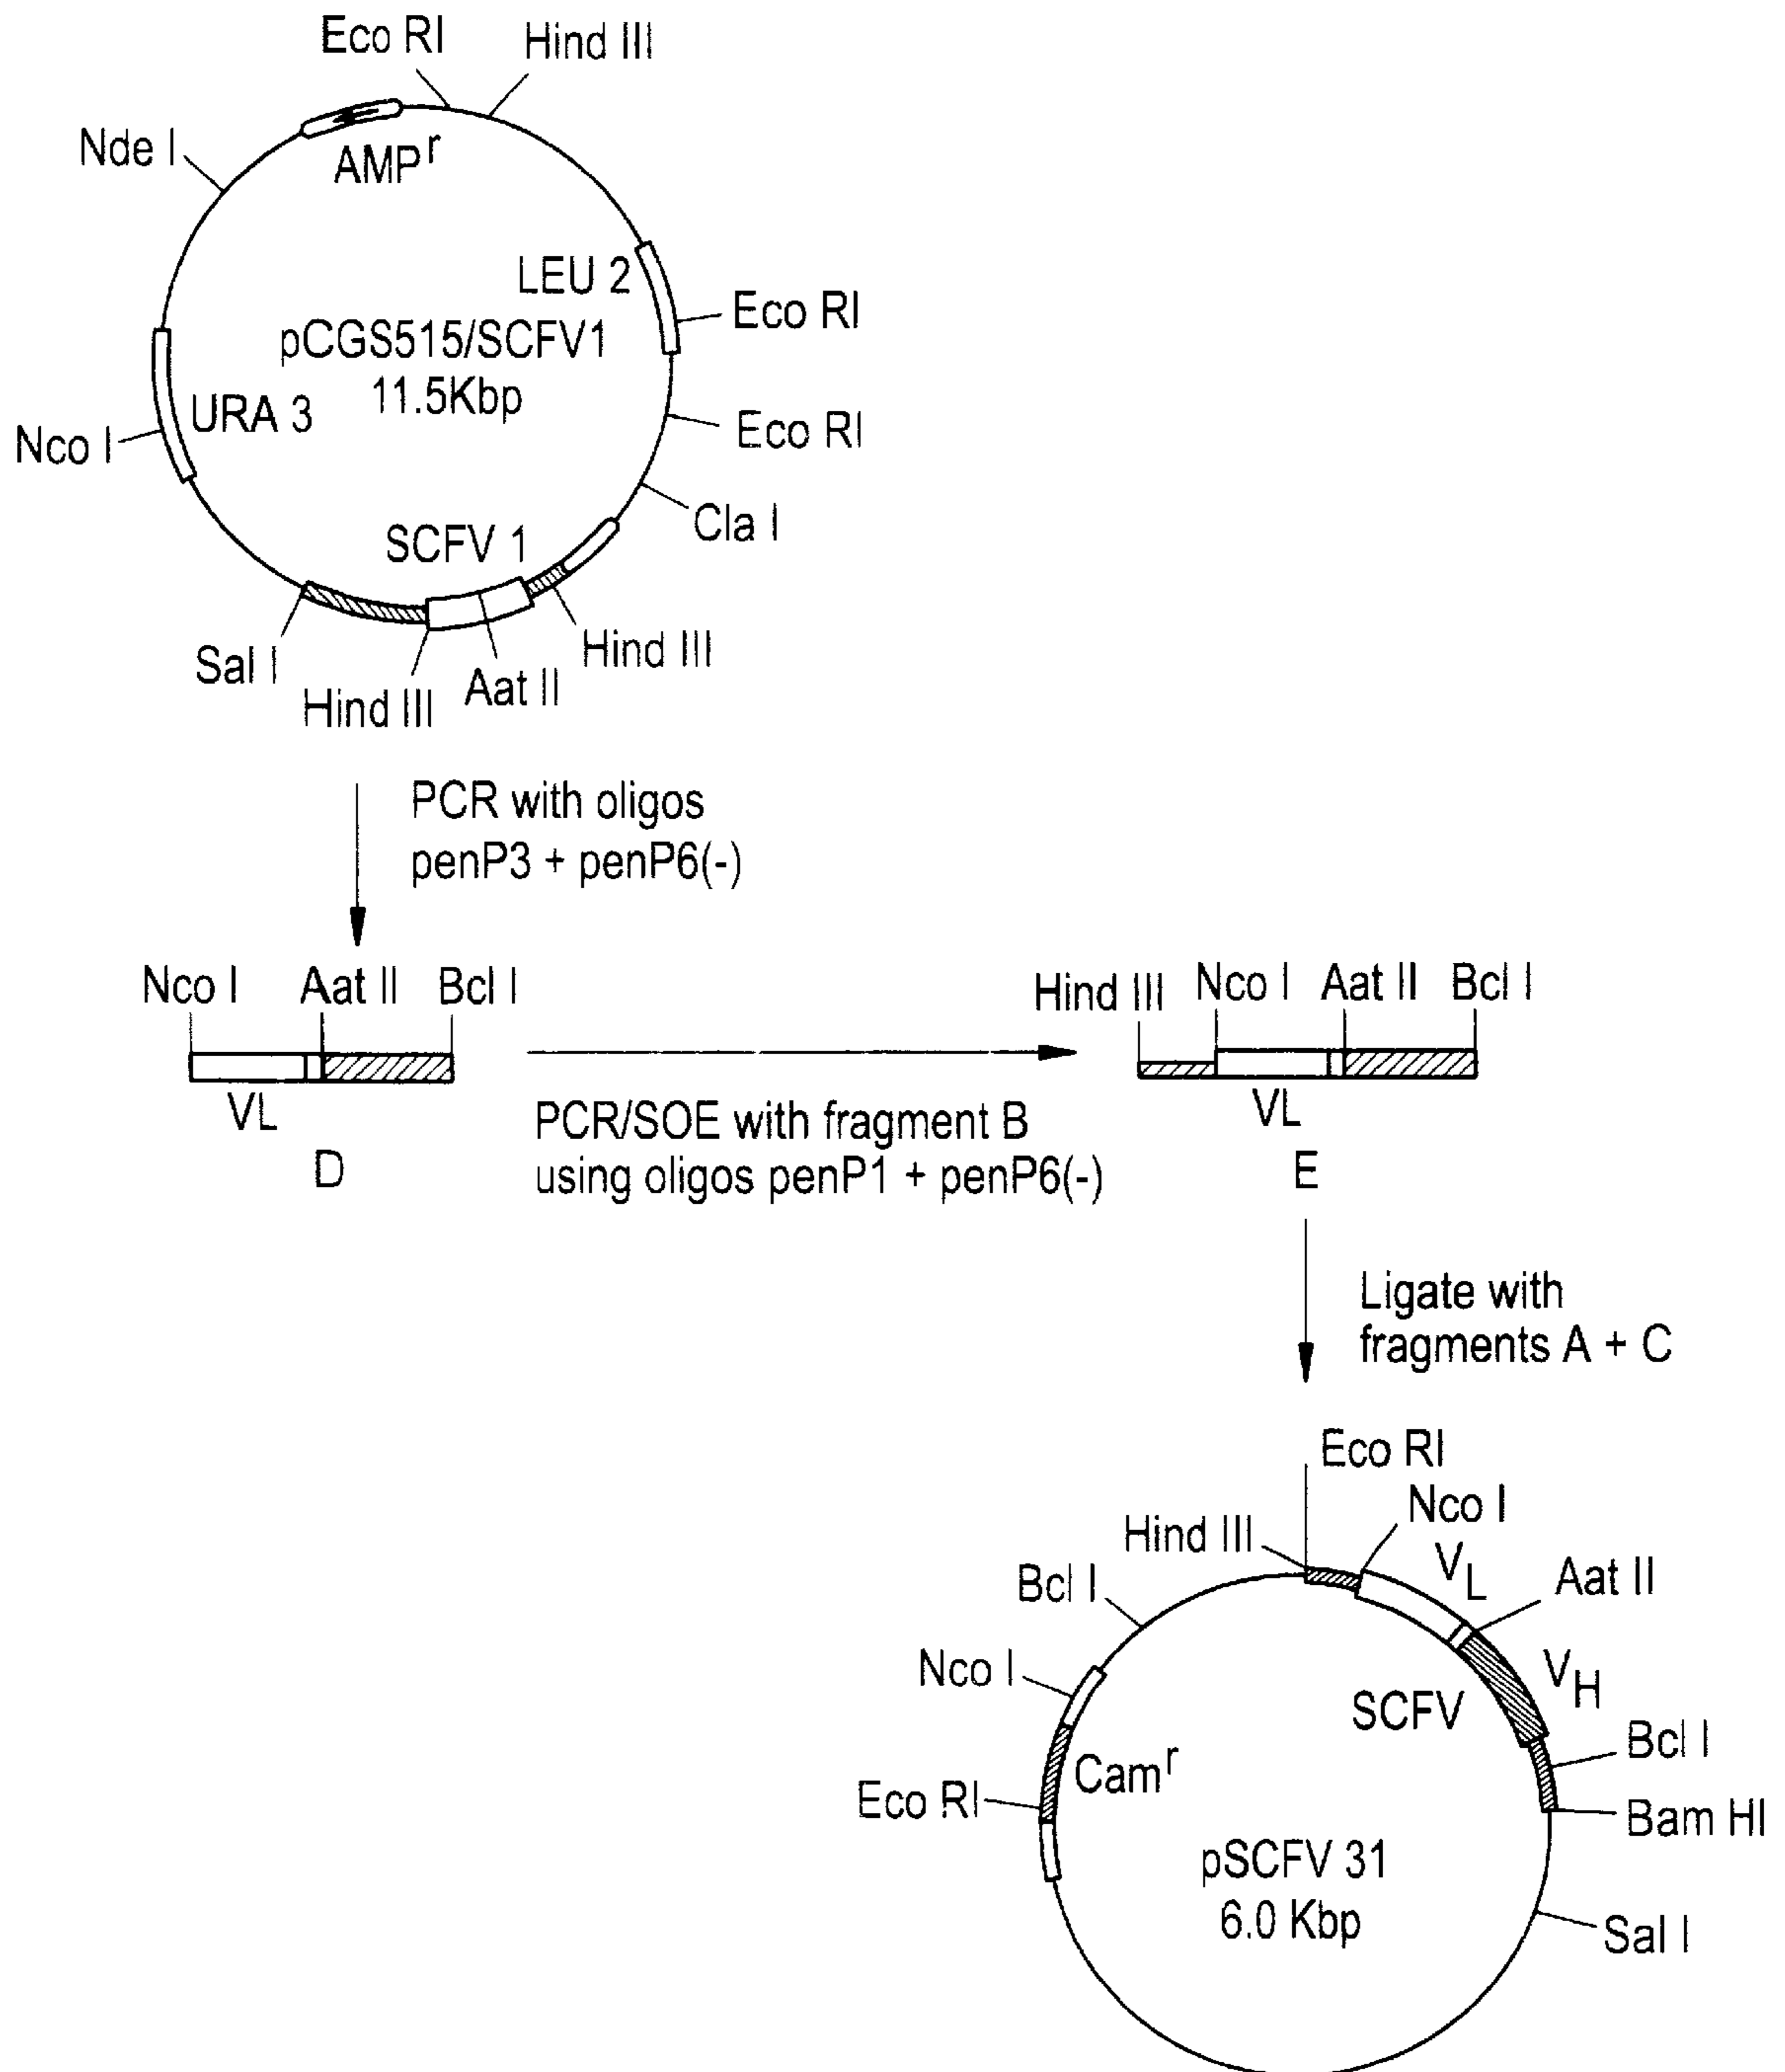 Eco RI
Hind III
Nde I
AMPr
LEU 2
Eco RI
pCGS515/SCFV1
11.5Kbp
URA 3
Nco I
Eco RI
Cla I
SCFV 1
Sal I
Hind III
Aat II
Hind III
PCR with oligos
penP3 + penP6(-)
Nco I
Aat II
Bcl I
VL
D
PCR/SOE with fragment B
using oligos penP1 + penP6(-)
Hind III
Nco I
Aat II
Bcl I
VL
E
Ligate with
fragments A + C
Eco RI
Nco I
Hind III
VL
Aat II
Bcl I
Nco I
VH
SCFV
Bcl I
Camr
Eco RI
Bam HI
pSCFV 31
6.0 Kbp
Sal I